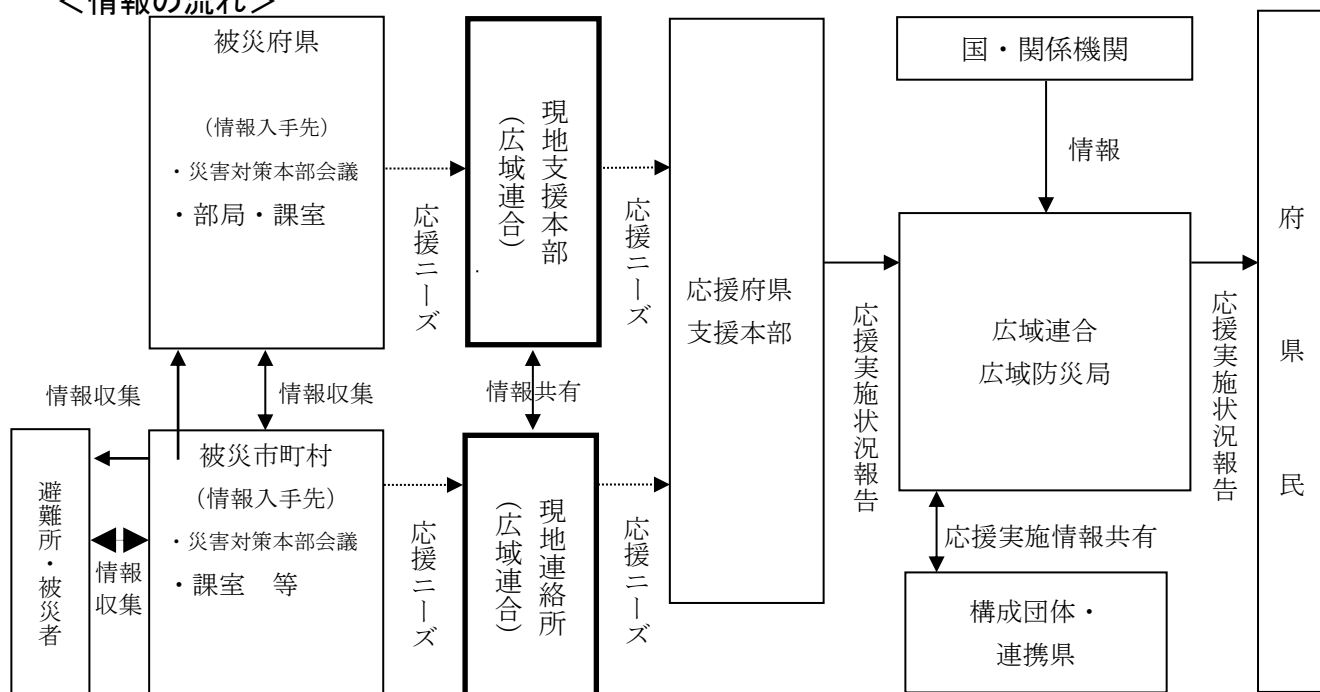 ＜情報の流れ＞
被災府県
（情報入手先）
・災害対策本部会議
・部局・課室
応援ニーズ
現地支援本部
（広域連合）
応援ニーズ
応援府県
支援本部
国・関係機関
情報
応援実施状況報告
広域連合
広域防災局
応援実施状況報告
府県民
情報収集
情報収集
情報共有
避難所・被災者
情報
収集
被災市町村
（情報入手先）
・災害対策本部会議
・課室　等
応援ニーズ
現地連絡所
（広域連合）
応援ニーズ
応援実施情報共有
構成団体・
連携県